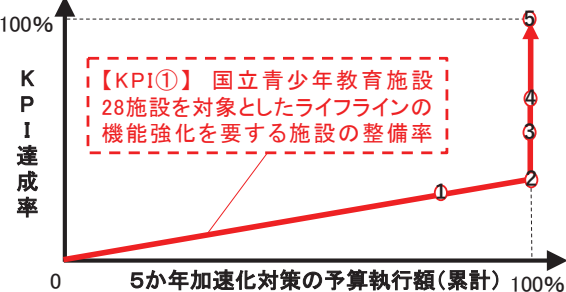 100%
KPI達成率
【KPI①】 国立青少年教育施設
28施設を対象としたライフラインの
機能強化を要する施設の整備率
⑤
④
③
②
①
0
5か年加速化対策の予算執行額(累計)
100%